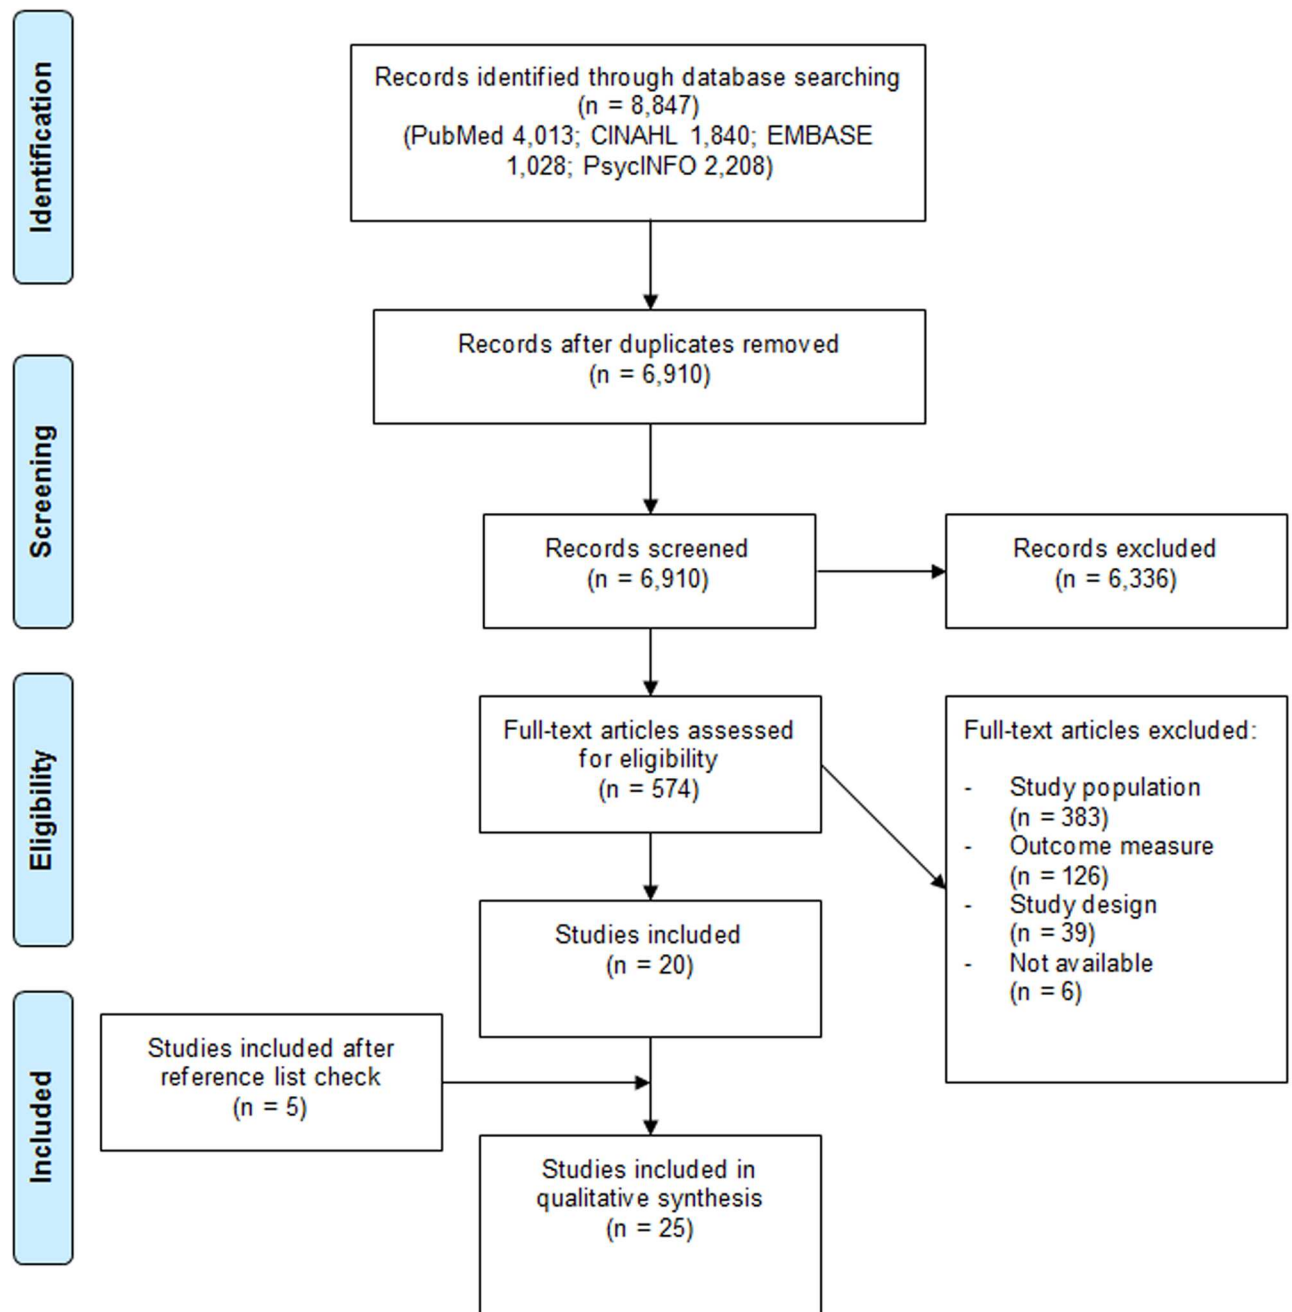 Identification
Records identified through database searching
(n = 8,847)
(PubMed 4,013; CINAHL 1,840; EMBASE
1,028; PsycINFO 2,208)
Records after duplicates removed
(n = 6,910)
Screening
Records screened
(n = 6,910)
Records excluded
(n = 6,336)
Eligibility
Full-text articles assessed
for eligibility
(n = 574)
Full-text articles excluded:
- Study population
(n = 383)
- Outcome measure
(n = 126)
- Study design
(n = 39)
- Not available
(n = 6)
Studies included
(n = 20)
Included
Studies included after
reference list check
(n = 5)
Studies included in
qualitative synthesis
(n = 25)